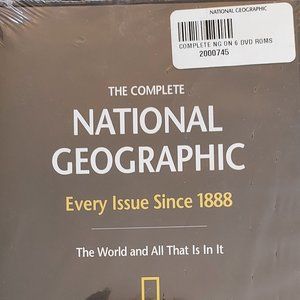 NATIONAL GEOGRAPHIC
COMPLETE NG ON 6 DVD ROMS
2000745
THE COMPLETE
NATIONAL
GEOGRAPHIC
Every Issue Since 1888
The World and All That Is In It